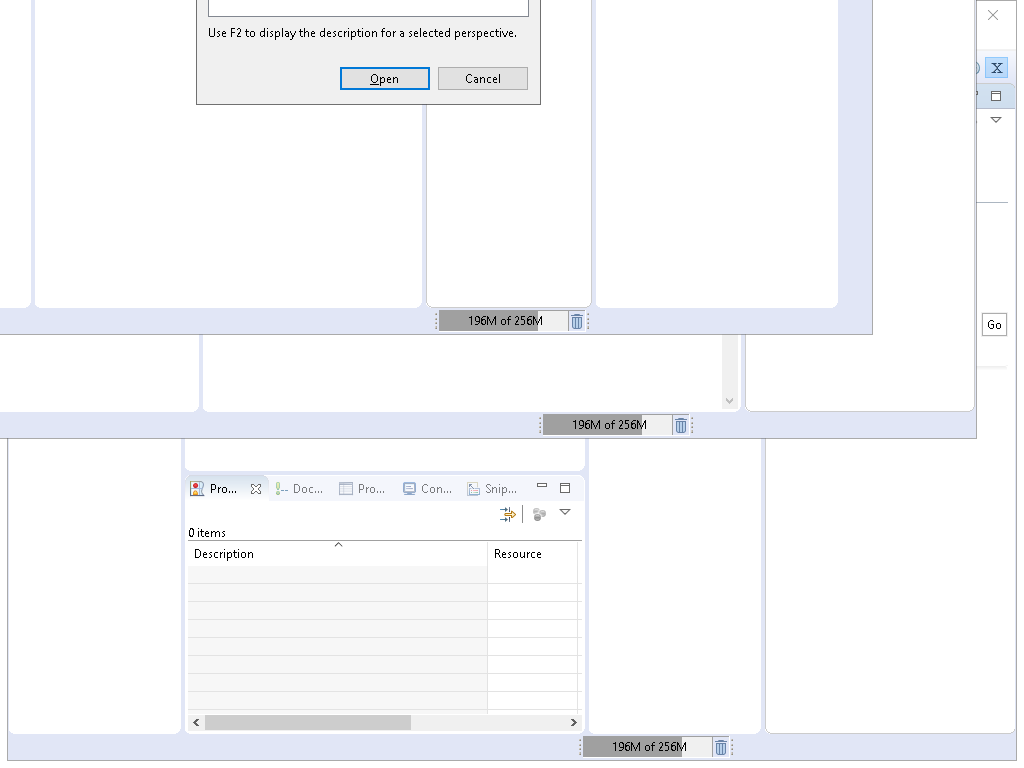 Use F2 to display the description for a selected perspective.
Open Cancel
X
196M of 256M
Go
196M of 256M
Pro... Doc... Pro... Con... Snip...
0 items
Description Resource
196M of 256M